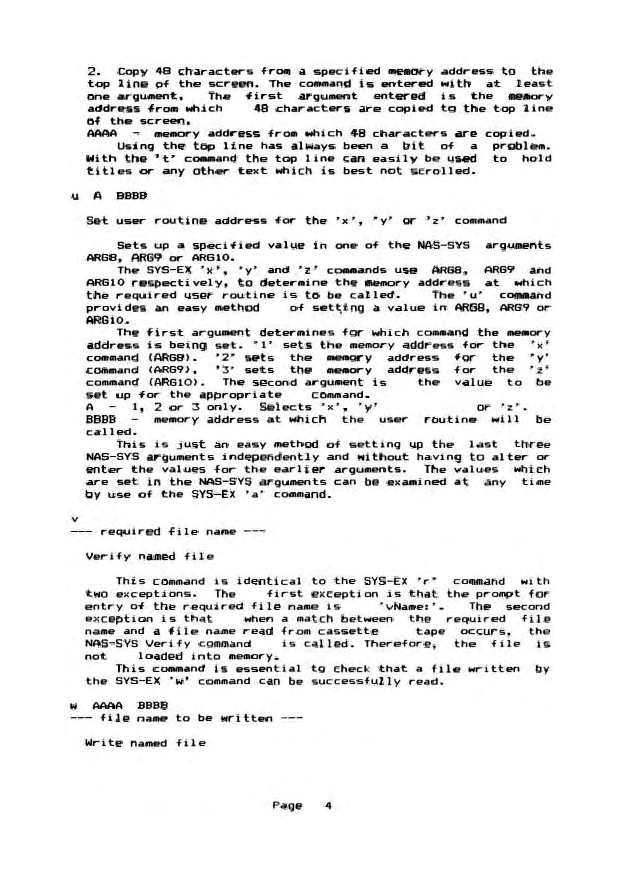 2. Copy 48 characters from a specified memory address to the
top line of the screen. The command is entered with at least
one argument. The first argument entered is the memory
address from which 48 characters are copied to the top line
of the screen.
AAAA - memory address from which 48 characters are copied.
Using the top line has always been a bit of a problem.
With the 't' command the top line can easily be used to hold
titles or any other text which is best not scrolled.
u A BBBB
Set user routine address for the 'x', 'y' or 'z' command
Sets up a specified value in one of the NAS-SYS arguments
ARG8, ARG9 or ARG10.
The SYS-EX 'x', 'y' and 'z' commands use ARG8, ARG9 and
ARG10 respectively, to determine the memory address at which
the required user routine is to be called. The 'u' command
provides an easy method of setting a value in ARG8, ARG9 or
ARG10.
The first argument determines for which command the memory
address is being set. '1' sets the memory address for the 'x'
command (ARG8). '2' sets the memory address for the 'y'
command (ARG9). '3' sets the memory address for the 'z'
command (ARG10). The second argument is the value to be
set up for the appropriate command.
A - 1, 2 or 3 only. Selects 'x', 'y' or 'z'.
BBBB - memory address at which the user routine will be
called.
This is just an easy method of setting up the last three
NAS-SYS arguments independently and without having to alter or
enter the values for the earlier arguments. The values which
are set in the NAS-SYS arguments can be examined at any time
by use of the SYS-EX 'a' command.
v
--- required file name ---
Verify named file
This command is identical to the SYS-EX 'r' command with
two exceptions. The first exception is that the prompt for
entry of the required file name is 'vName:'. The second
exception is that when a match between the required file
name and a file name read from cassette tape occurs, the
NAS-SYS Verify command is called. Therefore, the file is
not loaded into memory.
This command is essential to check that a file written by
the SYS-EX 'w' command can be successfully read.
w AAAA BBBB
--- file name to be written ---
Write named file
Page 4